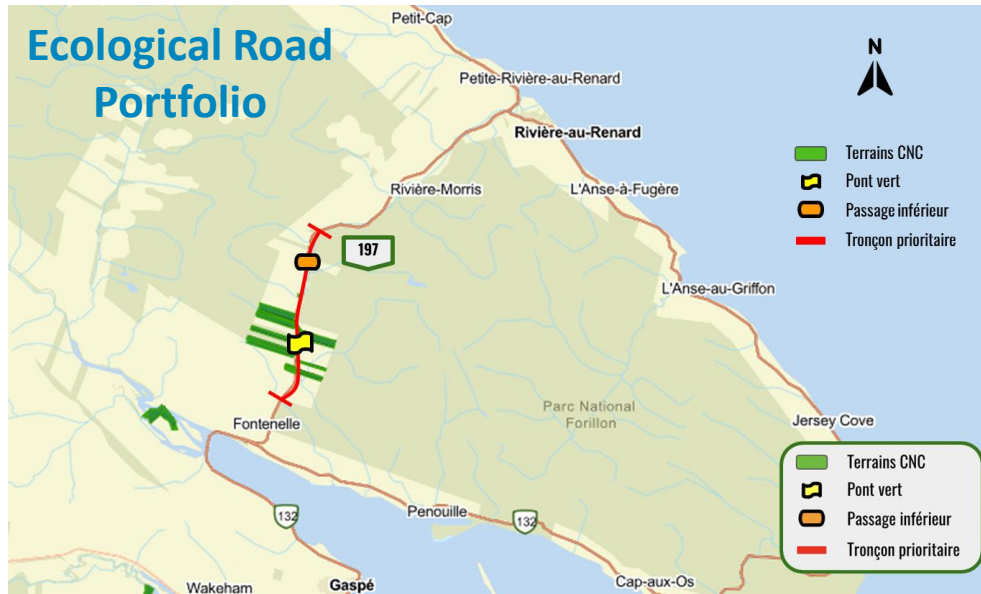 Ecological Road
Portfolio
Petit-Cap
N
Petite-Rivière-au-Renard
Rivière-au-Renard
Terrains CNC
Pont vert
Passage inférieur
Tronçon prioritaire
Rivière-Morris
L'Anse-à-Fugère
197
L'Anse-au-Griffon
Parc National
Forillon
Jersey Cove
Fontenelle
Terrains CNC
Pont vert
Passage inférieur
Tronçon prioritaire
Penouille
132
132
Wakeham
Gaspé
Cap-aux-Os